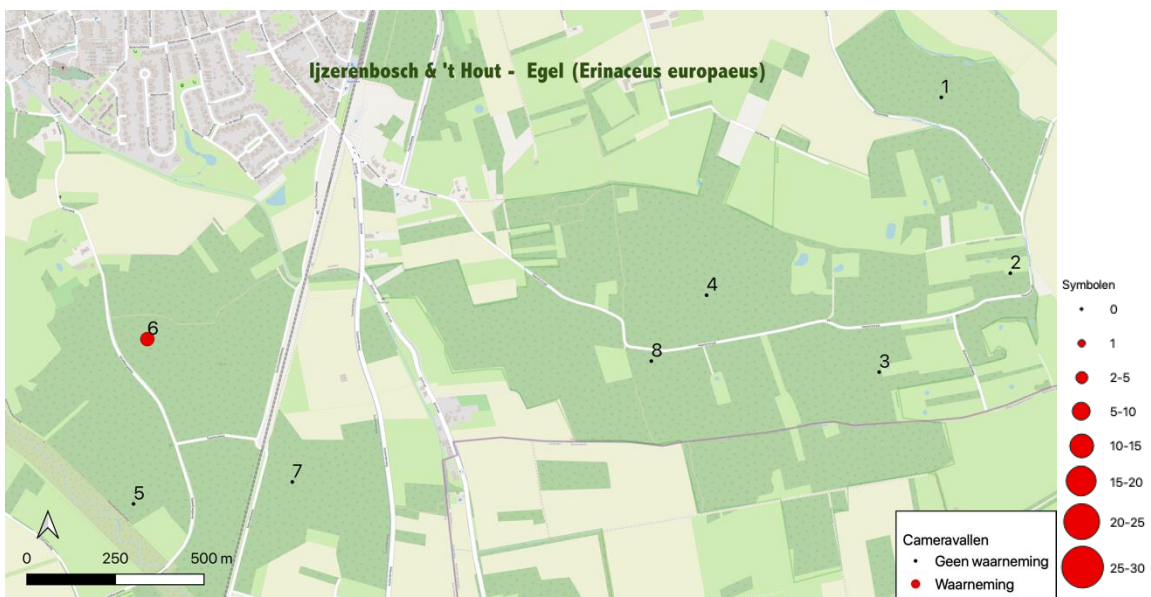 Ijzerenbosch & 't Hout - Egel (Erinaceus europaeus)
1
2
4
6
8
3
7
5
0 250 500 m
Cameravallen
Geen waarneming
Waarneming
Symbolen
0
1
2-5
5-10
10-15
15-20
20-25
25-30